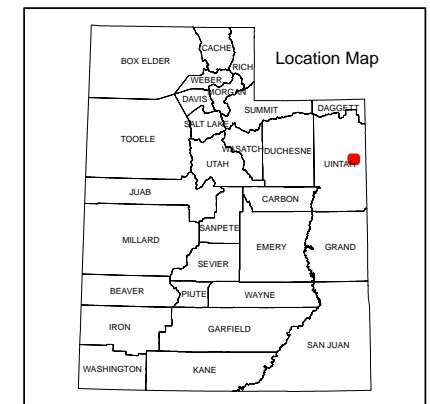 Location Map
CACHE
BOX ELDER
RICH
WEBER
MORGAN
DAVIS
SUMMIT
DAGGETT
SALT LAKE
TOOELE
WASATCH
DUCHESNE
UTAH
UINTAH
JUAB
CARBON
SANPETE
MILLARD
EMERY
GRAND
SEVIER
BEAVER
PIUTE
WAYNE
IRON
GARFIELD
SAN JUAN
WASHINGTON
KANE